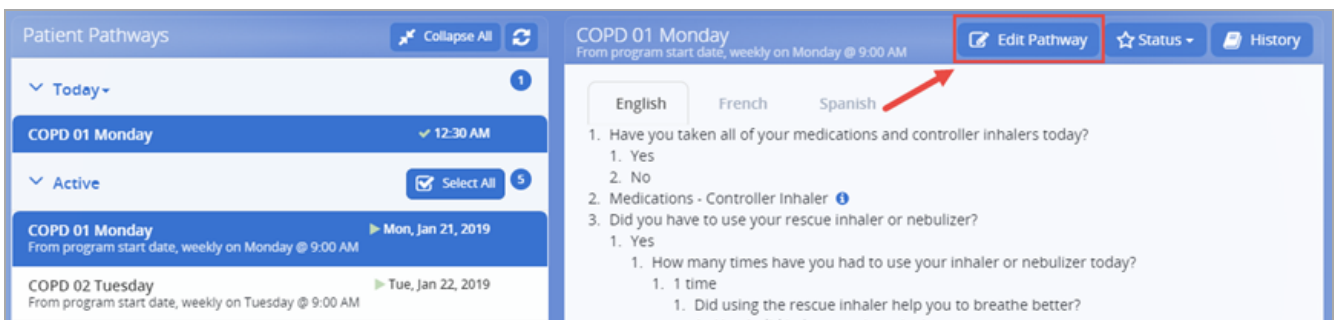 Patient Pathways
Collapse All
Today
1
COPD 01 Monday
12:30 AM
Active
Select All
5
COPD 01 Monday
Mon, Jan 21, 2019
From program start date, weekly on Monday @ 9:00 AM
COPD 02 Tuesday
Tue, Jan 22, 2019
From program start date, weekly on Tuesday @ 9:00 AM
COPD 01 Monday
From program start date, weekly on Monday @ 9:00 AM
Edit Pathway
Status
History
English French Spanish
1. Have you taken all of your medications and controller inhalers today?
1. Yes
2. No
2. Medications - Controller Inhaler
3. Did you have to use your rescue inhaler or nebulizer?
1. Yes
1. How many times have you had to use your inhaler or nebulizer today?
1. 1 time
1. Did using the rescue inhaler help you to breathe better?